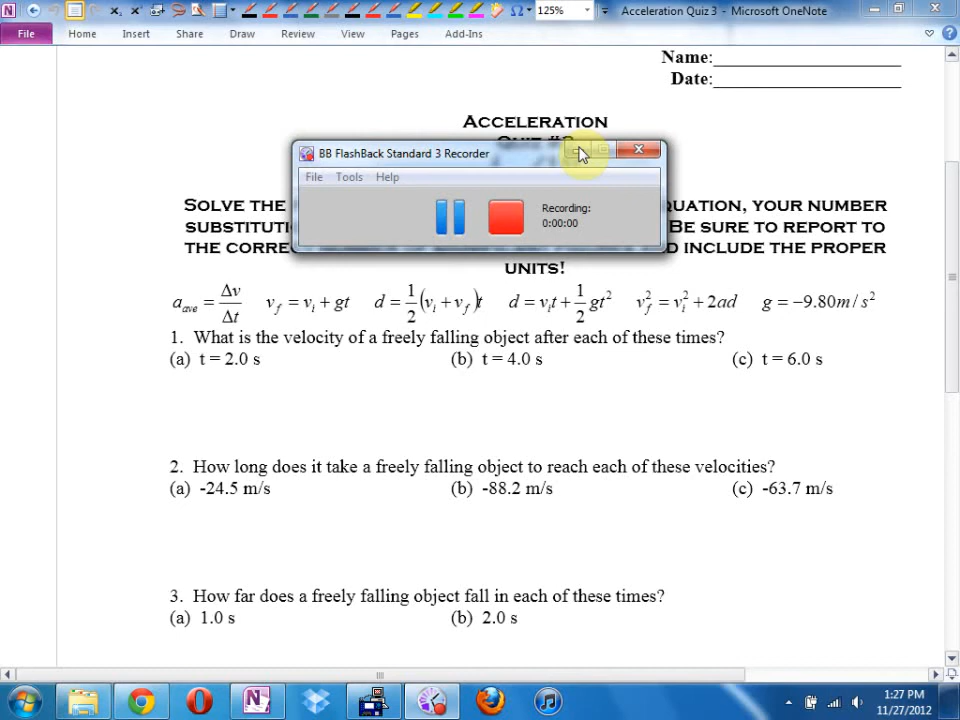 125%
Acceleration Quiz 3 - Microsoft OneNote
File Home Insert Share Draw Review View Pages Add-Ins
Name:
Date:
ACCELERATION
BB FlashBack Standard 3 Recorder
File Tools Help
Recording:
0:00:00
SOLVE THE QUATION, YOUR NUMBER
SUBSTITUTI BE SURE TO REPORT TO
THE CORRE INCLUDE THE PROPER
UNITS!
a_ave = Δv/Δt v_f = v_i + gt d = 1/2(v_i + v_f)t d = v_i t + 1/2 gt² v_f² = v_i² + 2ad g = -9.80m/s²
1. What is the velocity of a freely falling object after each of these times?
(a) t = 2.0 s (b) t = 4.0 s (c) t = 6.0 s
2. How long does it take a freely falling object to reach each of these velocities?
(a) -24.5 m/s (b) -88.2 m/s (c) -63.7 m/s
3. How far does a freely falling object fall in each of these times?
(a) 1.0 s (b) 2.0 s
1:27 PM
11/27/2012